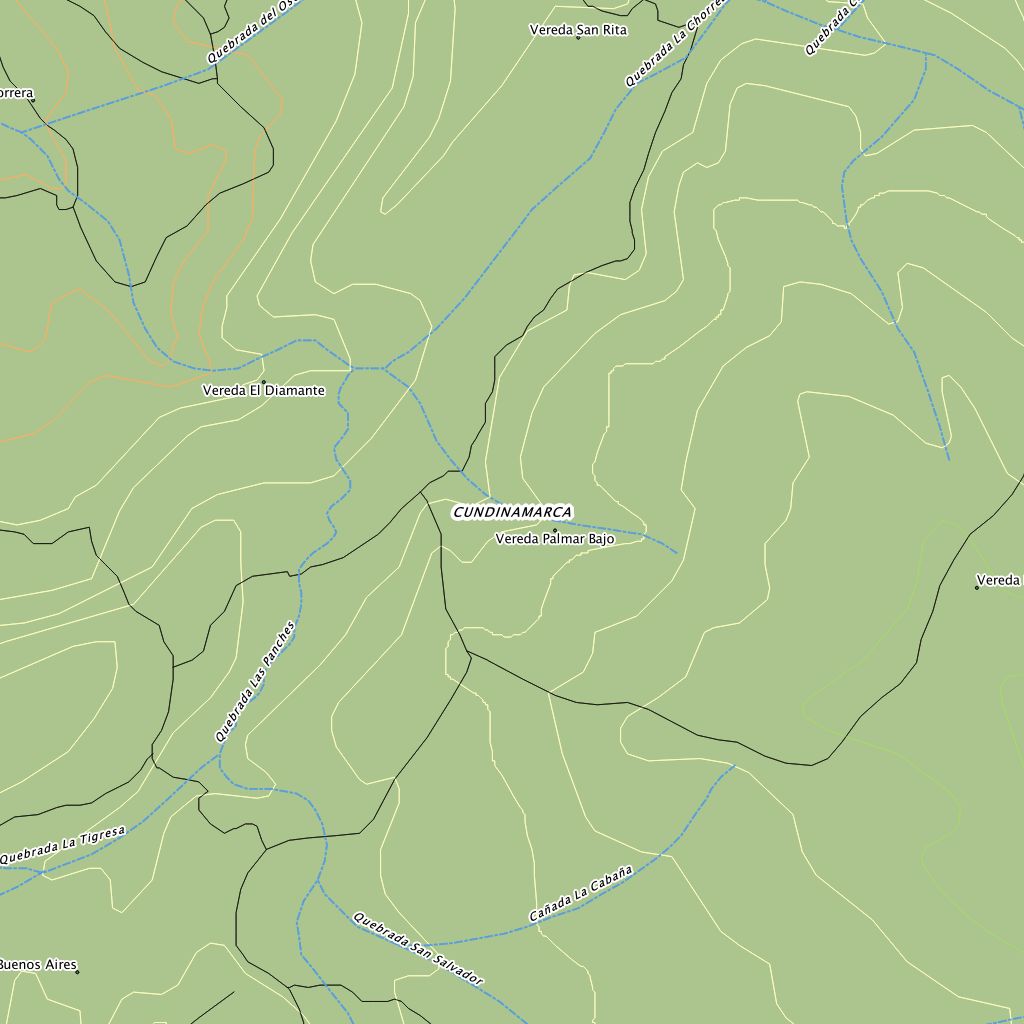 Quebrada del Os
Vereda San Rita
Quebrada La Chorre
Quebrada C
orrera
Vereda El Diamante
CUNDINAMARCA
Vereda Palmar Bajo
Vereda
Quebrada Las Panches
Quebrada La Tigresa
Cañada La Cabaña
Quebrada San Salvador
Buenos Aires